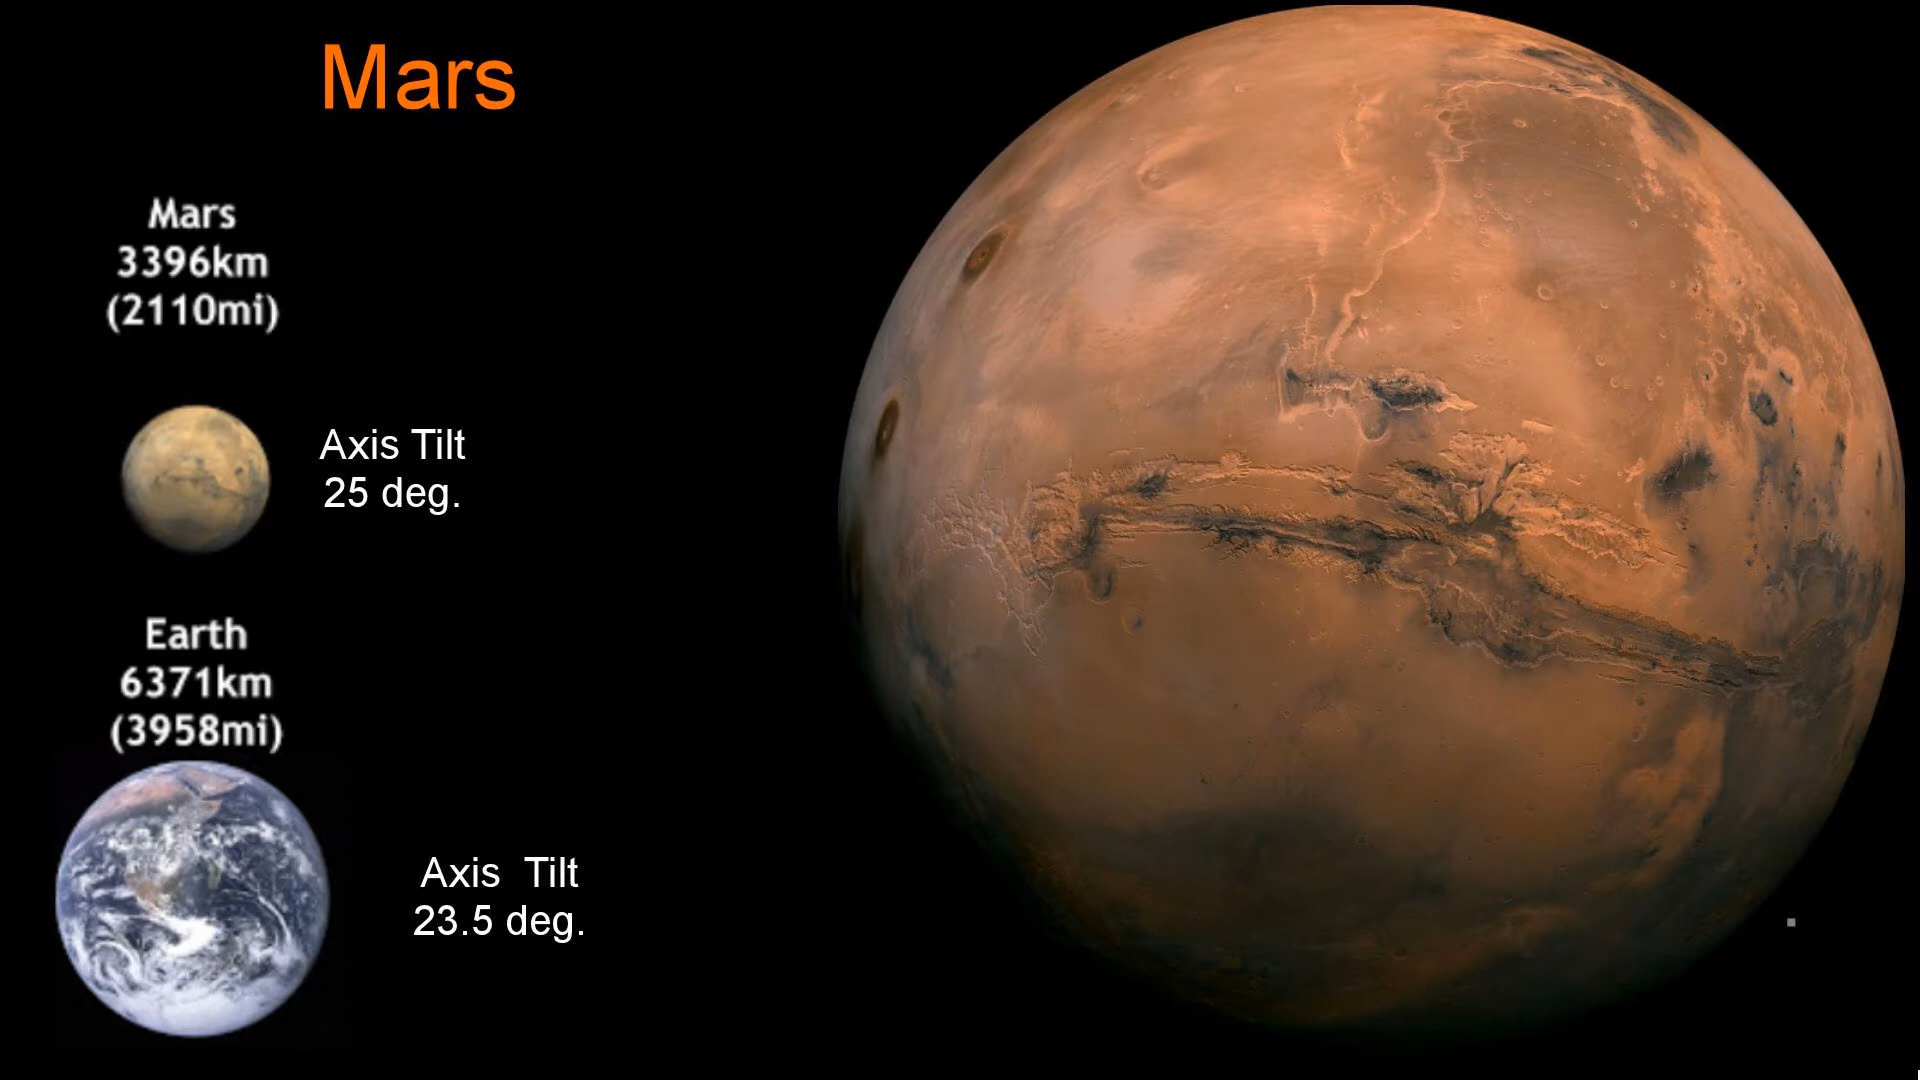 Mars
Mars
3396km
(2110mi)
Axis Tilt
25 deg.
Earth
6371km
(3958mi)
Axis  Tilt
23.5 deg.